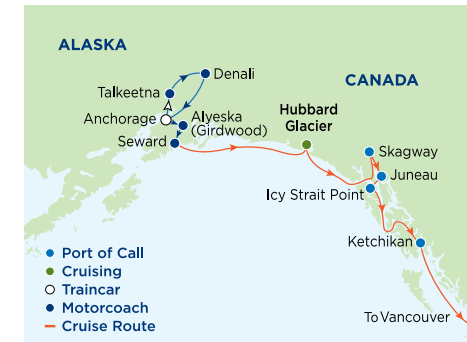 ALASKA
Denali
CANADA
Talkeetna
Hubbard
Glacier
Anchorage
Alyeska
(Girdwood)
Seward
Skagway
Juneau
Icy Strait Point
Ketchikan
Port of Call
Cruising
Traincar
Motorcoach
Cruise Route
To Vancouver